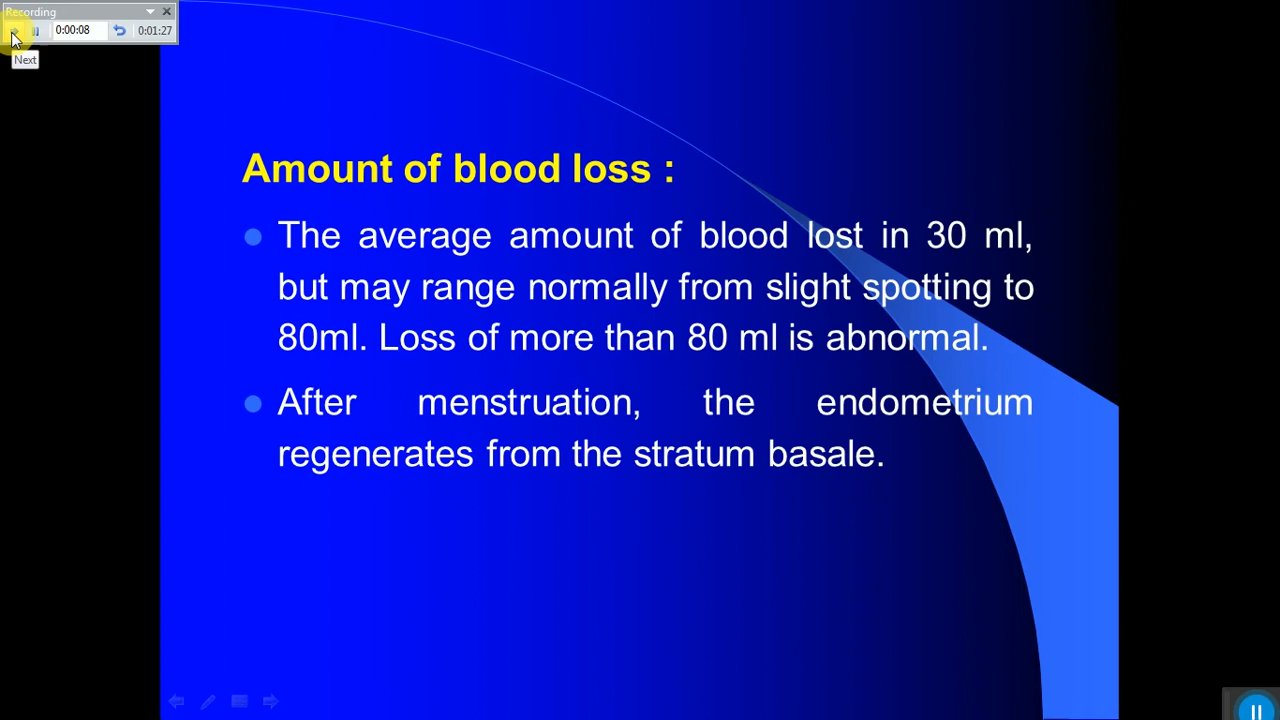 Recording
0:00:08 0:01:27
Next
Amount of blood loss :
The average amount of blood lost in 30 ml,
but may range normally from slight spotting to
80ml. Loss of more than 80 ml is abnormal.
After menstruation, the endometrium
regenerates from the stratum basale.